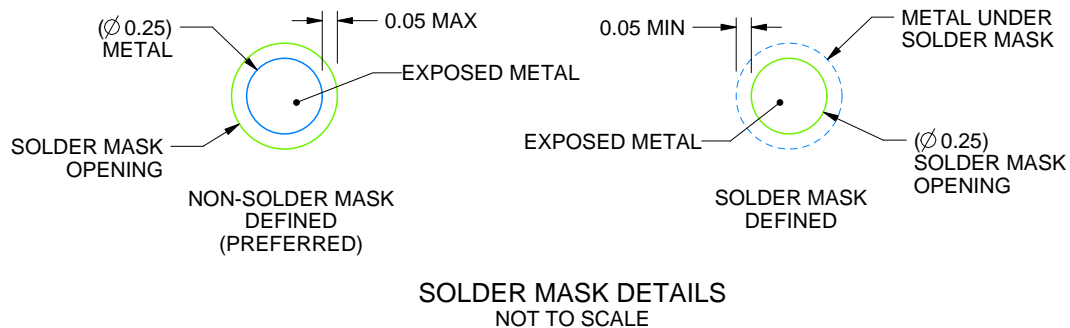 (Ø 0.25)
METAL
0.05 MAX
EXPOSED METAL
SOLDER MASK
OPENING
NON-SOLDER MASK
DEFINED
(PREFERRED)
0.05 MIN
METAL UNDER
SOLDER MASK
EXPOSED METAL
(Ø 0.25)
SOLDER MASK
OPENING
SOLDER MASK
DEFINED
SOLDER MASK DETAILS
NOT TO SCALE